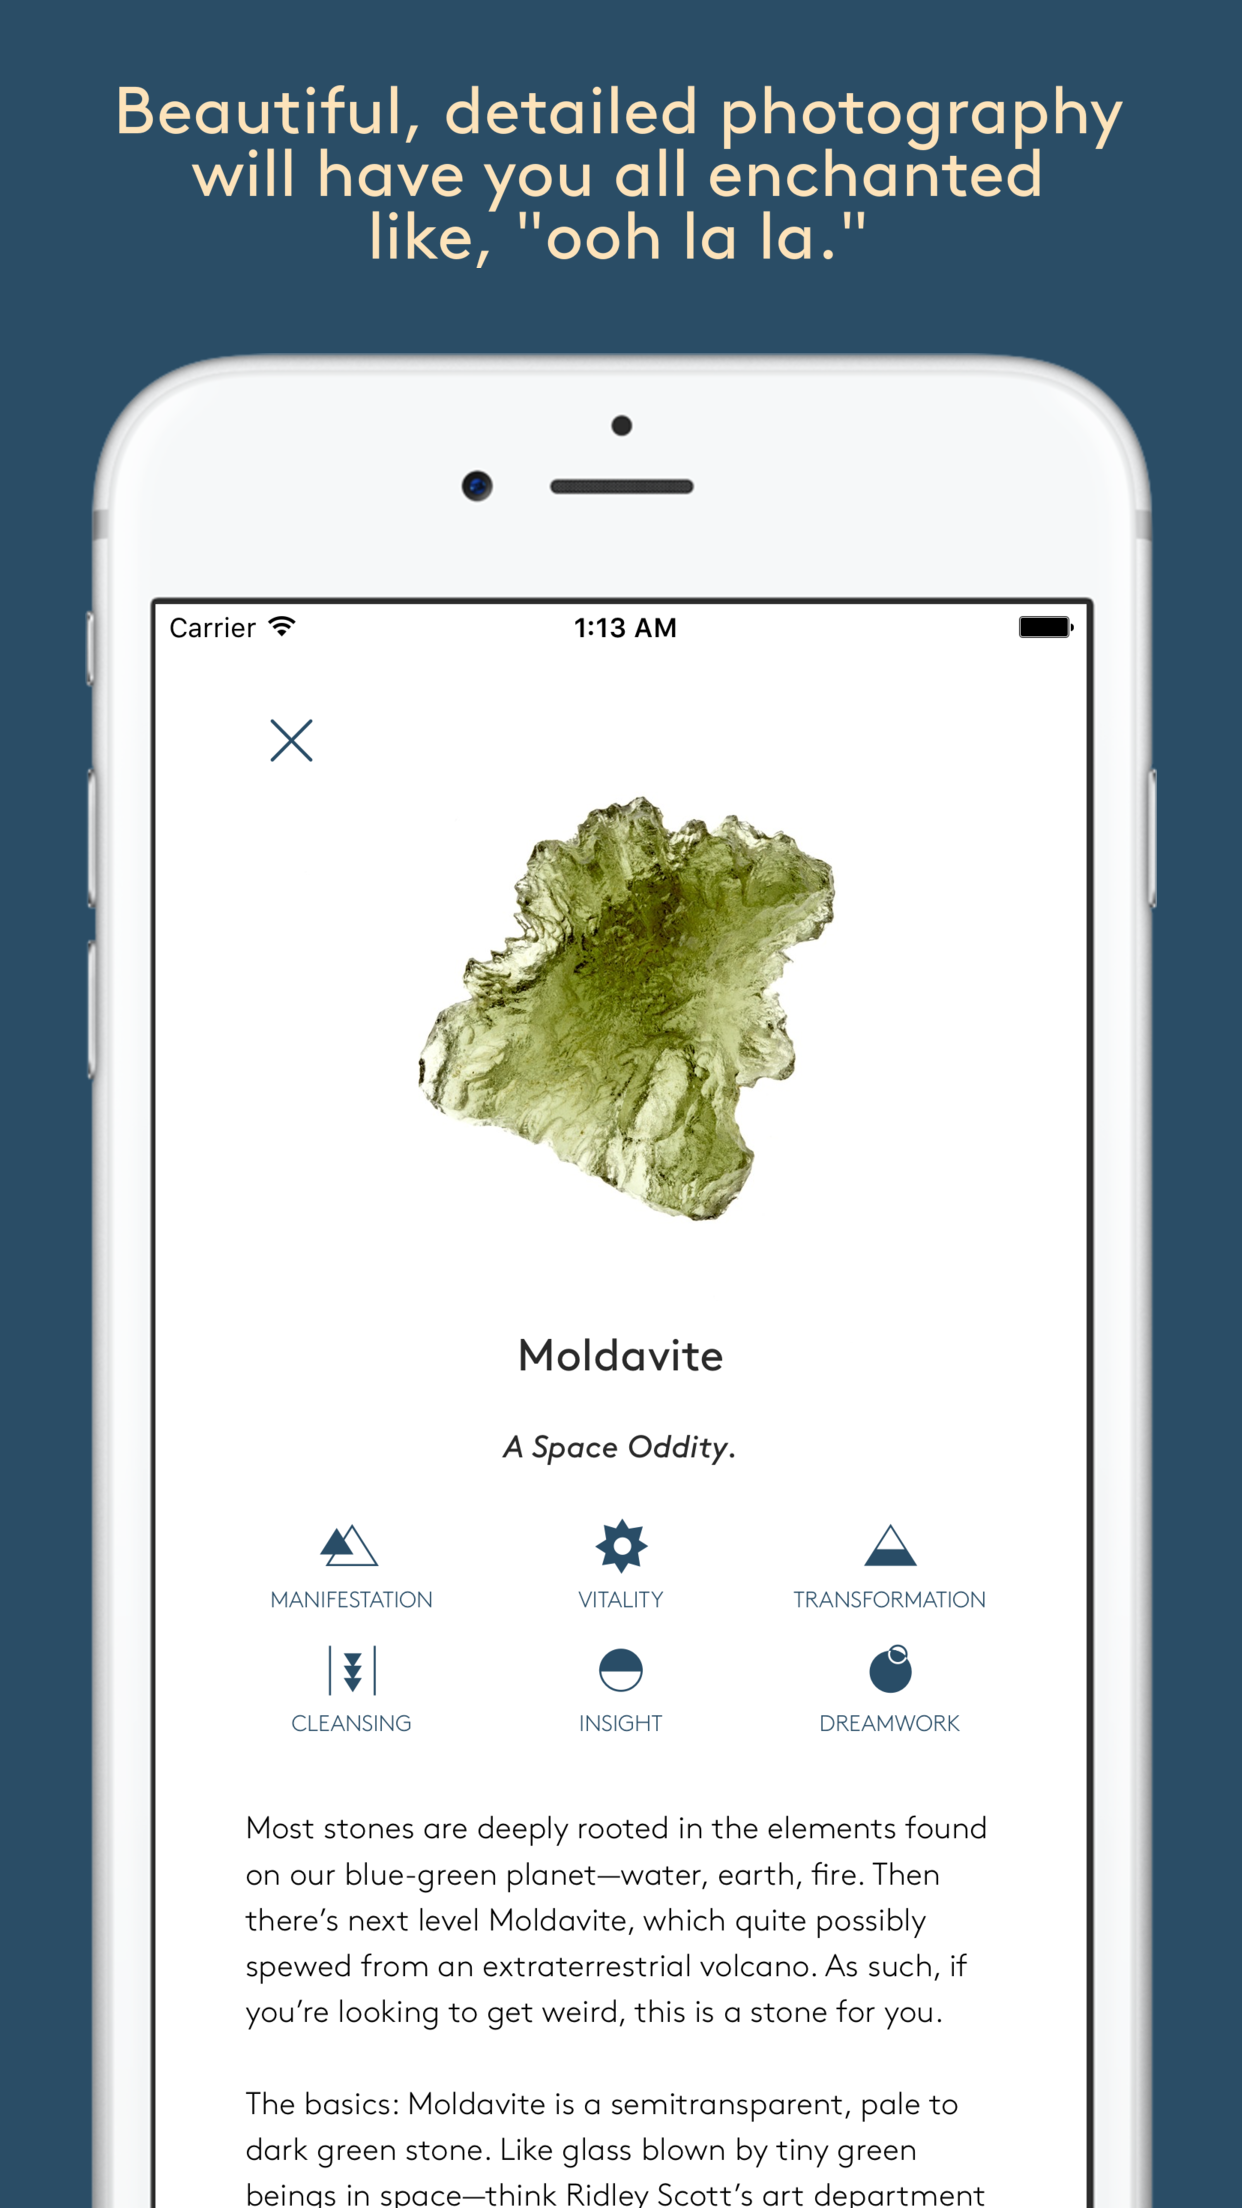 Beautiful, detailed photography
will have you all enchanted
like, "ooh la la."
Carrier 1:13 AM
Moldavite
A Space Oddity.
MANIFESTATION VITALITY TRANSFORMATION
CLEANSING INSIGHT DREAMWORK
Most stones are deeply rooted in the elements found
on our blue-green planet—water, earth, fire. Then
there’s next level Moldavite, which quite possibly
spewed from an extraterrestrial volcano. As such, if
you’re looking to get weird, this is a stone for you.
The basics: Moldavite is a semitransparent, pale to
dark green stone. Like glass blown by tiny green
beings in space—think Ridley Scott’s art department